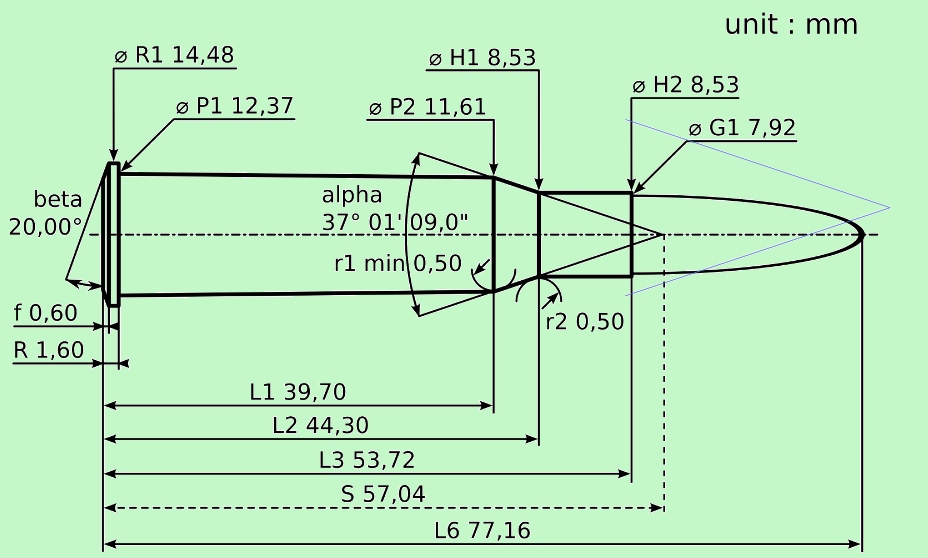 unit : mm
⌀ R1 14,48
⌀ H1 8,53
⌀ H2 8,53
⌀ P1 12,37
⌀ P2 11,61
⌀ G1 7,92
beta
20,00°
alpha
37° 01' 09,0"
r1 min 0,50
f 0,60
r2 0,50
R 1,60
L1 39,70
L2 44,30
L3 53,72
S 57,04
L6 77,16